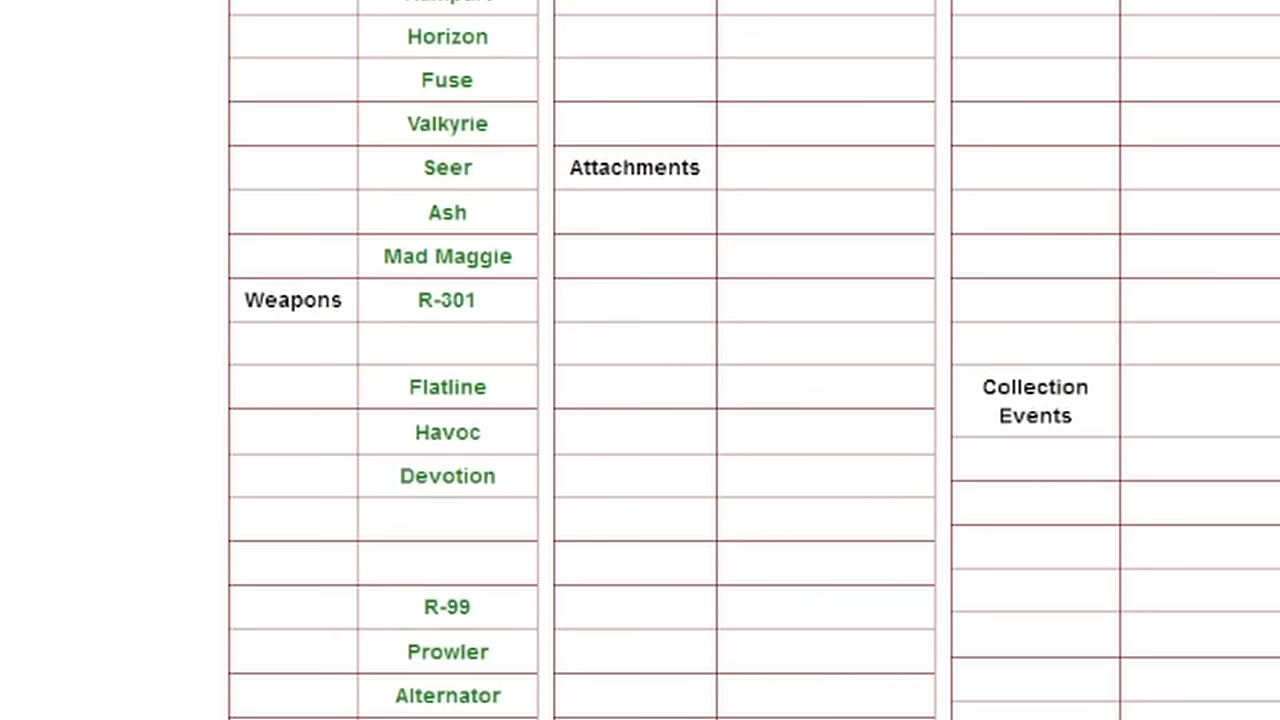 Horizon
Fuse
Valkyrie
Seer
Attachments
Ash
Mad Maggie
Weapons
R-301
Flatline
Collection
Events
Havoc
Devotion
R-99
Prowler
Alternator